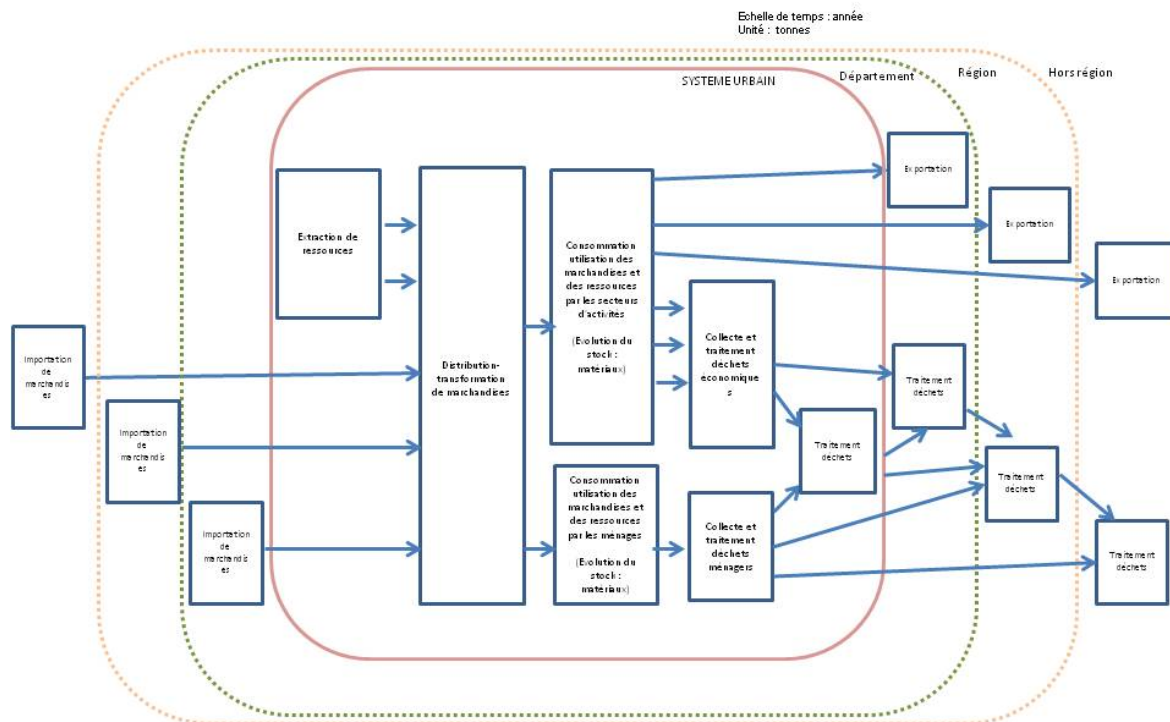 Echelle de temps : année
Unité : tonnes
SYSTEME URBAIN
Département
Région
Hors région
Extraction de
ressources
Distribution-
transformation
de marchandises
Consommation
utilisation des
marchandises et
des ressources
par les secteurs
d'activités
(Evolution du
stock :
matériaux)
Exportation
Exportation
Exportation
Importation
de
marchandis
es
Importation
de
marchandis
es
Importation
de
marchandis
es
Collecte et
traitement
déchets
économique
s
Traitement
déchets
Traitement
déchets
Traitement
déchets
Traitement
déchets
Consommation
utilisation des
marchandises et
des ressources
par les ménages
(Evolution du
stock :
matériaux)
Collecte et
traitement
déchets
ménagers